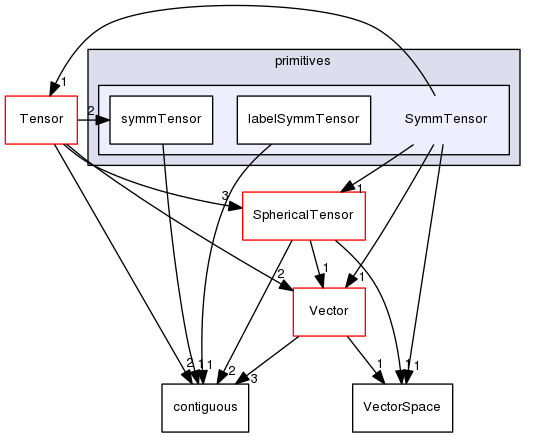 primitives
1
Tensor
2
symmTensor
labelSymmTensor
SymmTensor
3
1
SphericalTensor
2
1
1
Vector
2
1
1
2
3
1
1
1
contiguous
VectorSpace